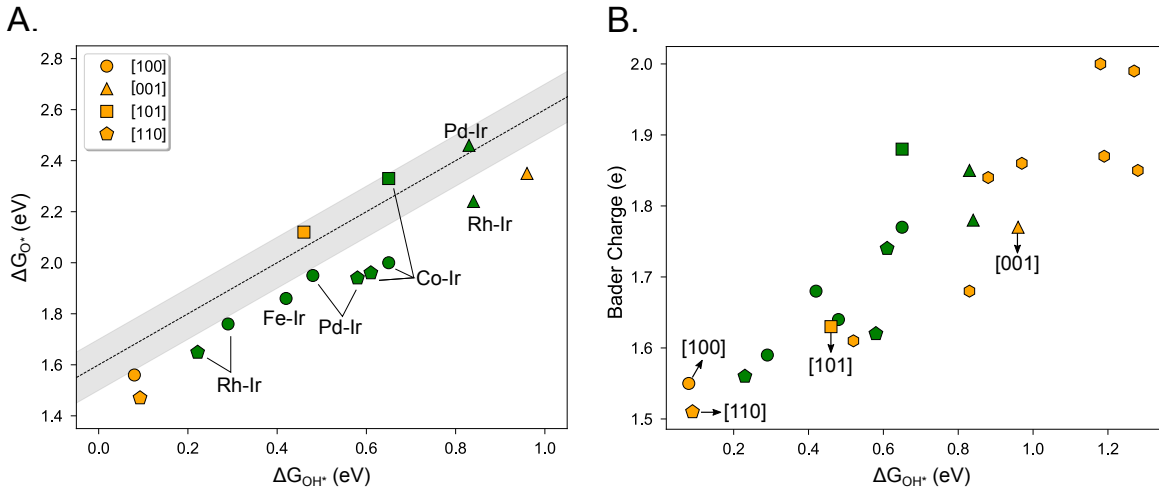 A.
2.8
2.6
2.4
2.2
2.0
1.8
1.6
1.4
ΔG_O* (eV)
[100]
[001]
[101]
[110]
Pd-Ir
Rh-Ir
Co-Ir
Fe-Ir
Pd-Ir
Rh-Ir
0.0 0.2 0.4 0.6 0.8 1.0
ΔG_OH* (eV)
B.
2.0
1.9
1.8
1.7
1.6
1.5
Bader Charge (e)
[001]
[101]
[100]
[110]
0.2 0.4 0.6 0.8 1.0 1.2
ΔG_OH* (eV)